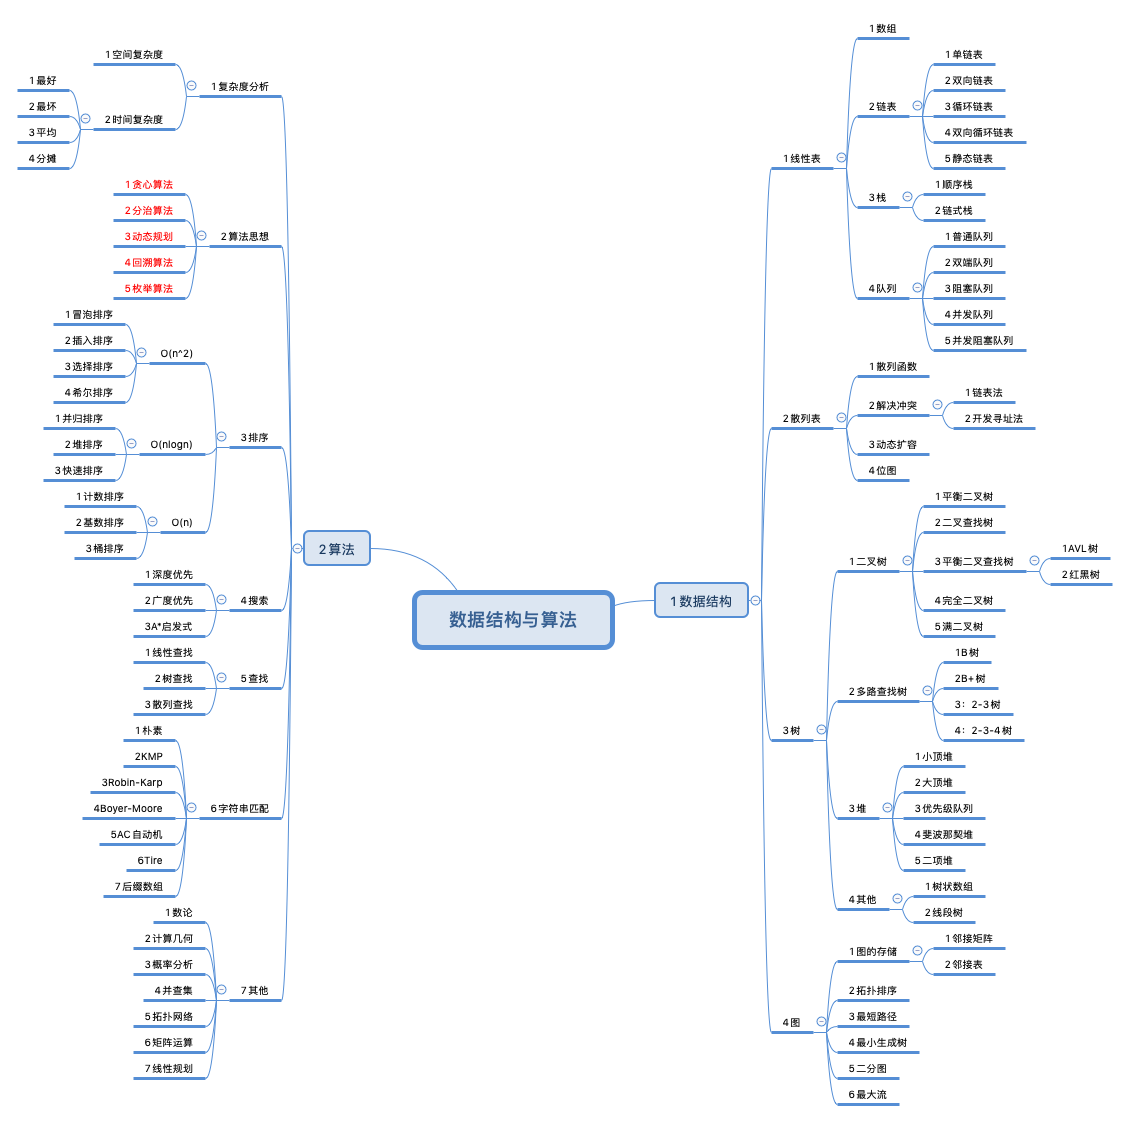 数据结构与算法
1 数据结构
1 线性表
1 数组
2 链表
1 单链表
2 双向链表
3 循环链表
4 双向循环链表
5 静态链表
3 栈
1 顺序栈
2 链式栈
4 队列
1 普通队列
2 双端队列
3 阻塞队列
4 并发队列
5 并发阻塞队列
2 散列表
1 散列函数
2 解决冲突
1 链表法
2 开发寻址法
3 动态扩容
4 位图
3 树
1 二叉树
1 平衡二叉树
2 二叉查找树
3 平衡二叉查找树
1AVL 树
2 红黑树
4 完全二叉树
5 满二叉树
2 多路查找树
1B 树
2B+ 树
3：2-3 树
4：2-3-4 树
3 堆
1 小顶堆
2 大顶堆
3 优先级队列
4 斐波那契堆
5 二项堆
4 其他
1 树状数组
2 线段树
4 图
1 图的存储
1 邻接矩阵
2 邻接表
2 拓扑排序
3 最短路径
4 最小生成树
5 二分图
6 最大流
2 算法
1 复杂度分析
1 空间复杂度
2 时间复杂度
1 最好
2 最坏
3 平均
4 分摊
2 算法思想
1 贪心算法
2 分治算法
3 动态规划
4 回溯算法
5 枚举算法
3 排序
O(n^2)
1 冒泡排序
2 插入排序
3 选择排序
4 希尔排序
O(nlogn)
1 并归排序
2 堆排序
3 快速排序
O(n)
1 计数排序
2 基数排序
3 桶排序
4 搜索
1 深度优先
2 广度优先
3A*启发式
5 查找
1 线性查找
2 树查找
3 散列查找
6 字符串匹配
1 朴素
2KMP
3Robin-Karp
4Boyer-Moore
5AC 自动机
6Tire
7 后缀数组
7 其他
1 数论
2 计算几何
3 概率分析
4 并查集
5 拓扑网络
6 矩阵运算
7 线性规划